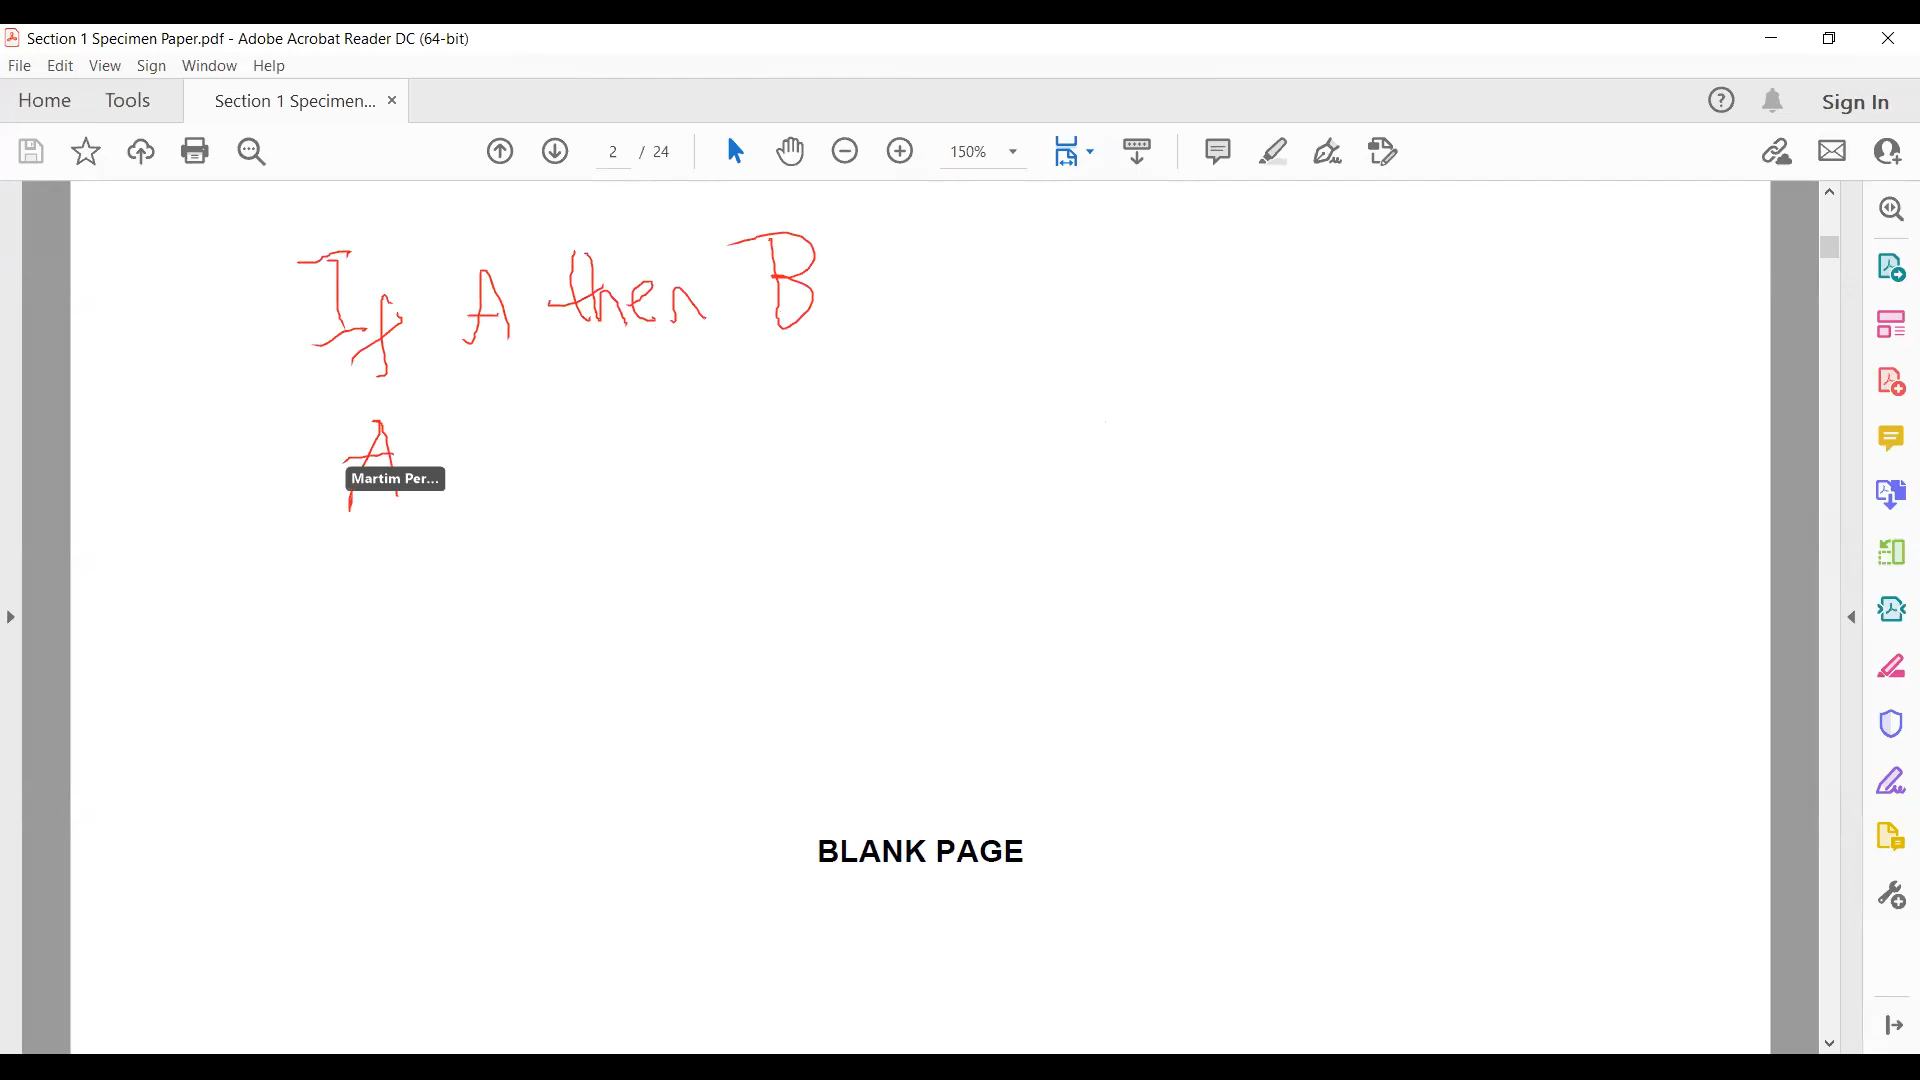 Section 1 Specimen Paper.pdf - Adobe Acrobat Reader DC (64-bit)
File Edit View Sign Window Help
Home Tools Section 1 Specimen... × Sign In
2 / 24 150%
If A then B
A
Martim Per...
BLANK PAGE